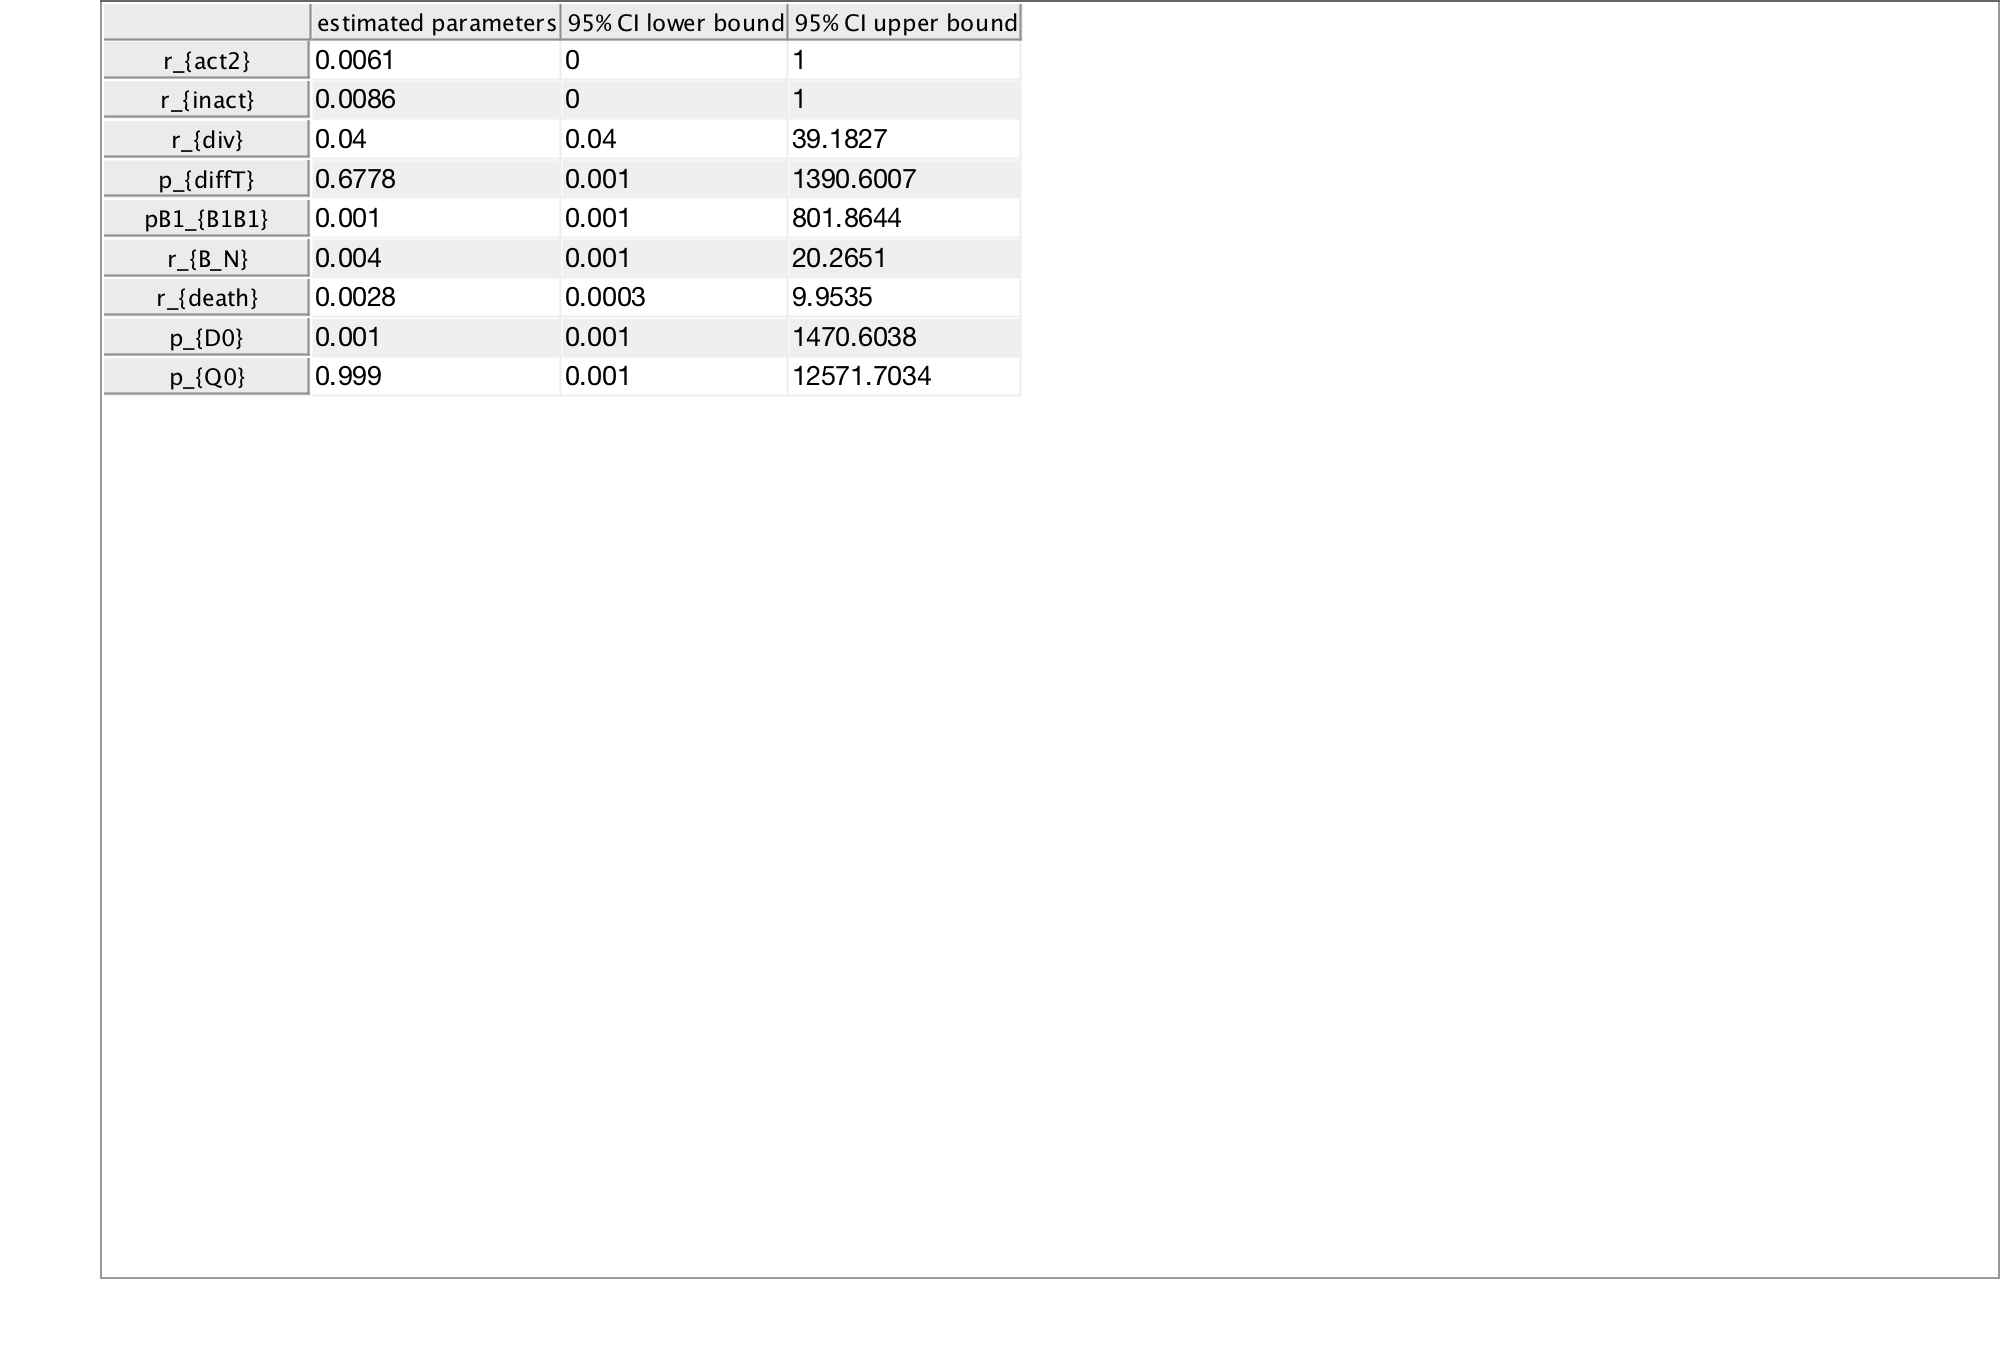 estimated parameters 95% CI lower bound 95% CI upper bound
r_{act2} 0.0061 0 1
r_{inact} 0.0086 0 1
r_{div} 0.04 0.04 39.1827
p_{diffT} 0.6778 0.001 1390.6007
pB1_{B1B1} 0.001 0.001 801.8644
r_{B_N} 0.004 0.001 20.2651
r_{death} 0.0028 0.0003 9.9535
p_{D0} 0.001 0.001 1470.6038
p_{Q0} 0.999 0.001 12571.7034